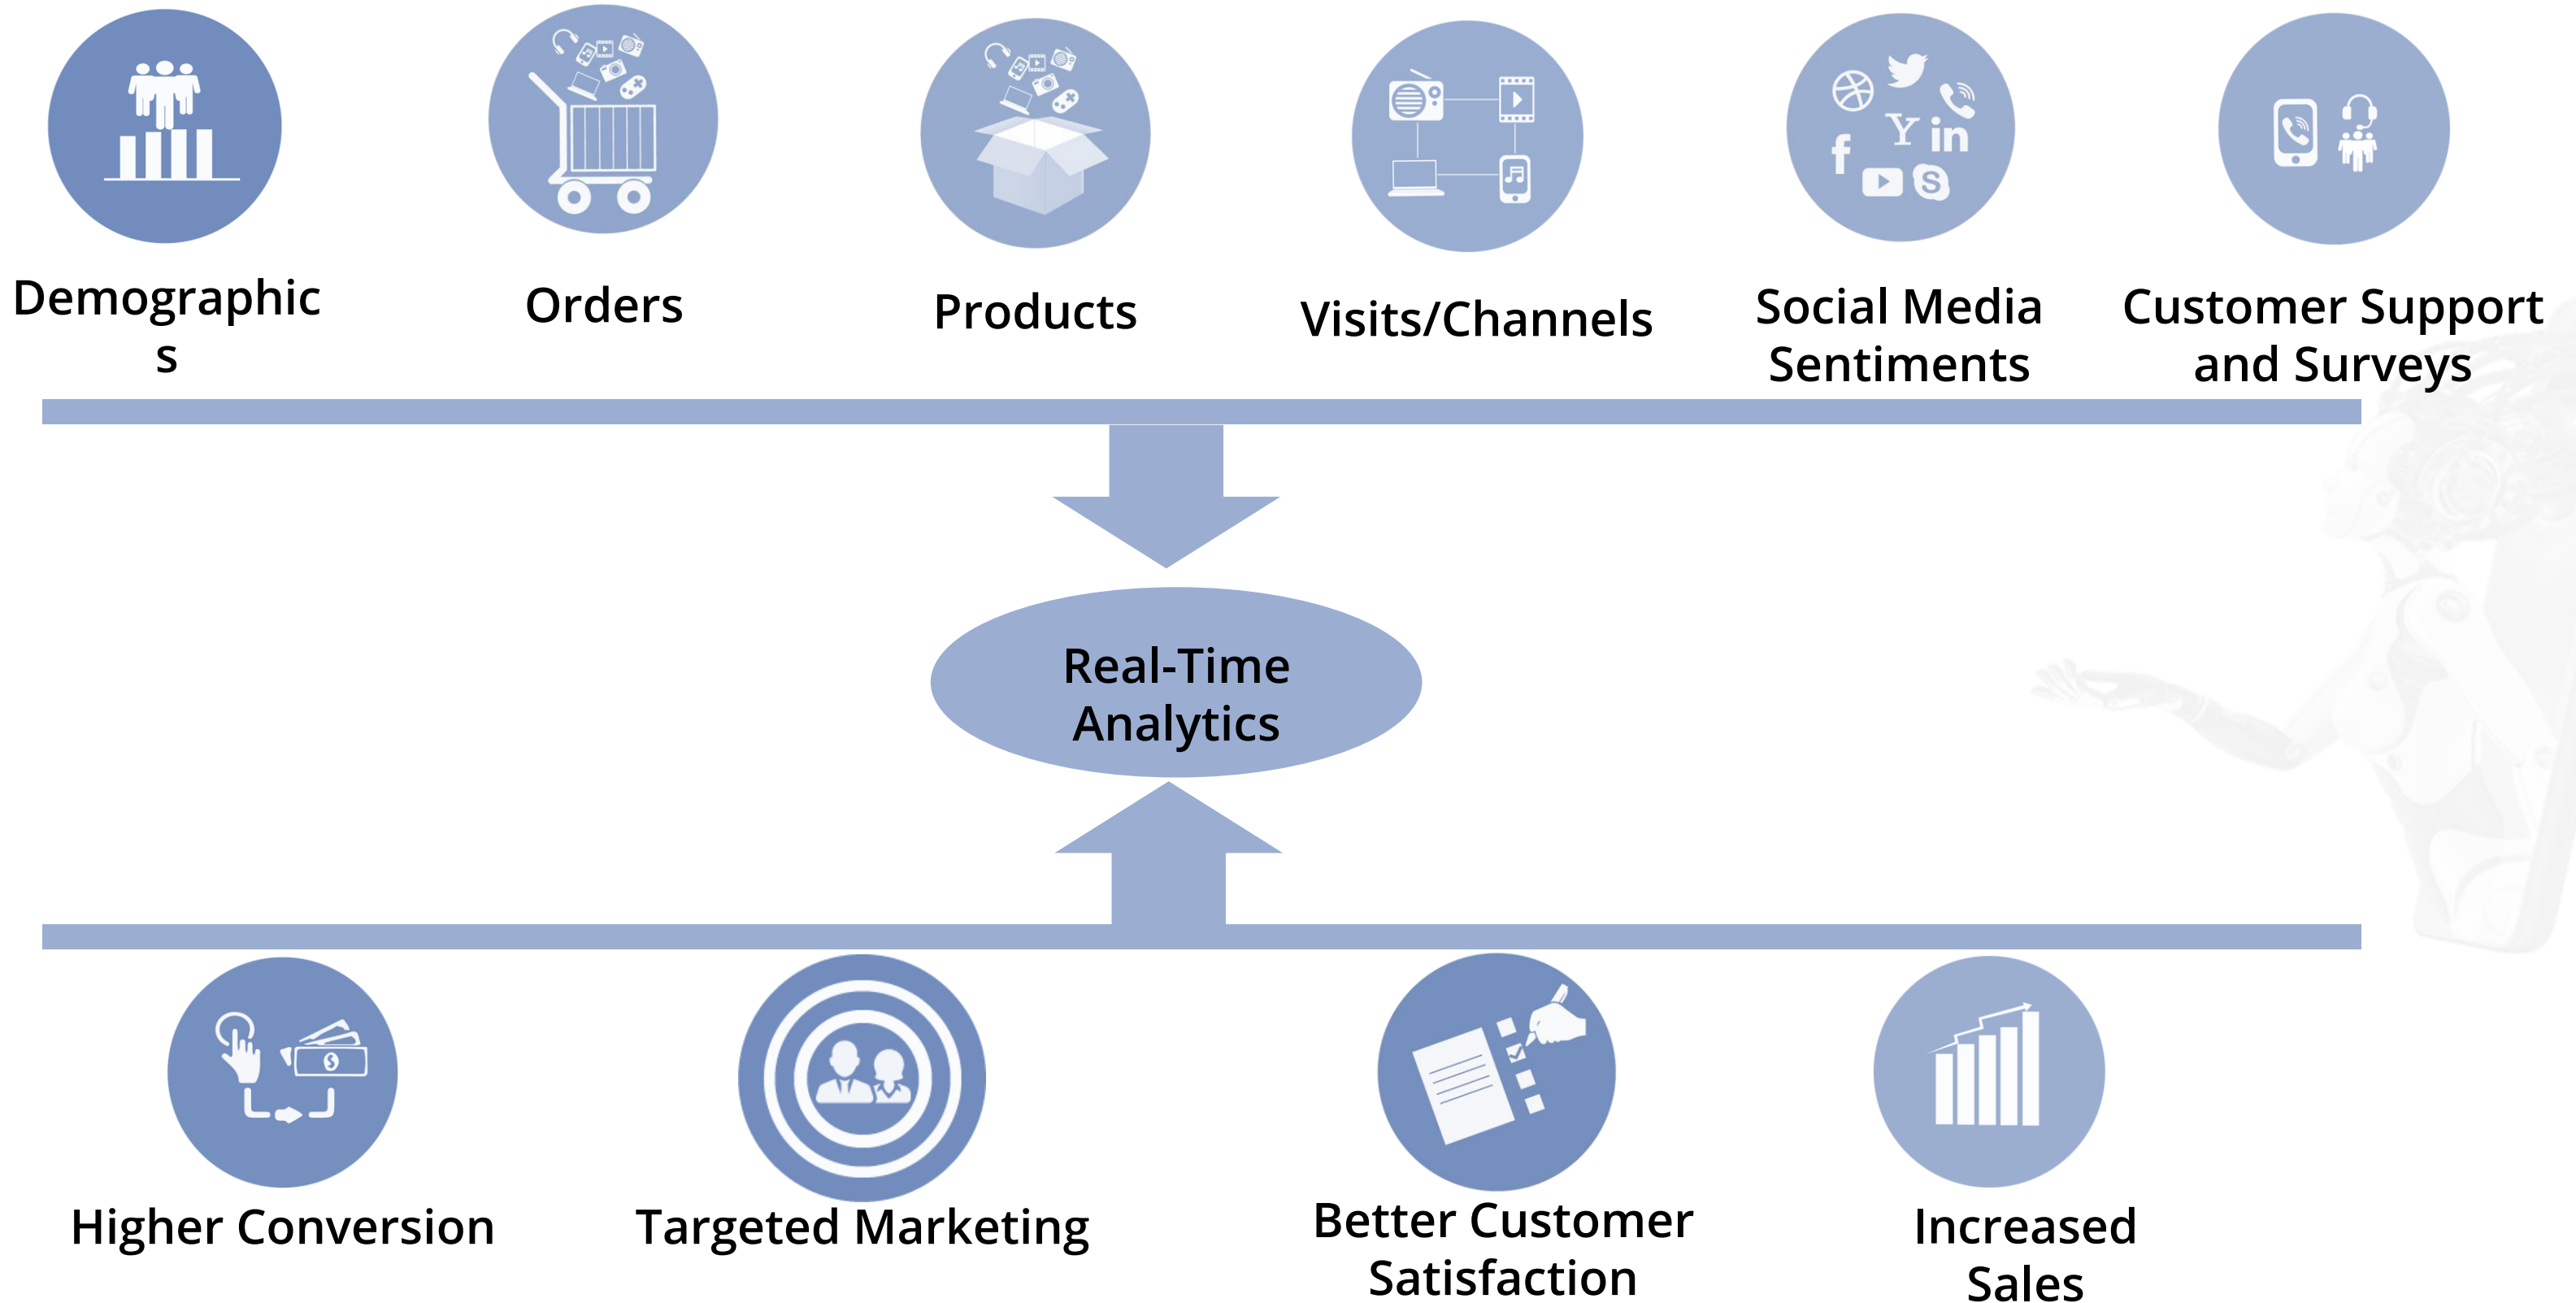 Demographic
s
Orders
Products
Visits/Channels
Social Media
Sentiments
Customer Support
and Surveys
Real-Time
Analytics
Higher Conversion
Targeted Marketing
Better Customer
Satisfaction
Increased
Sales